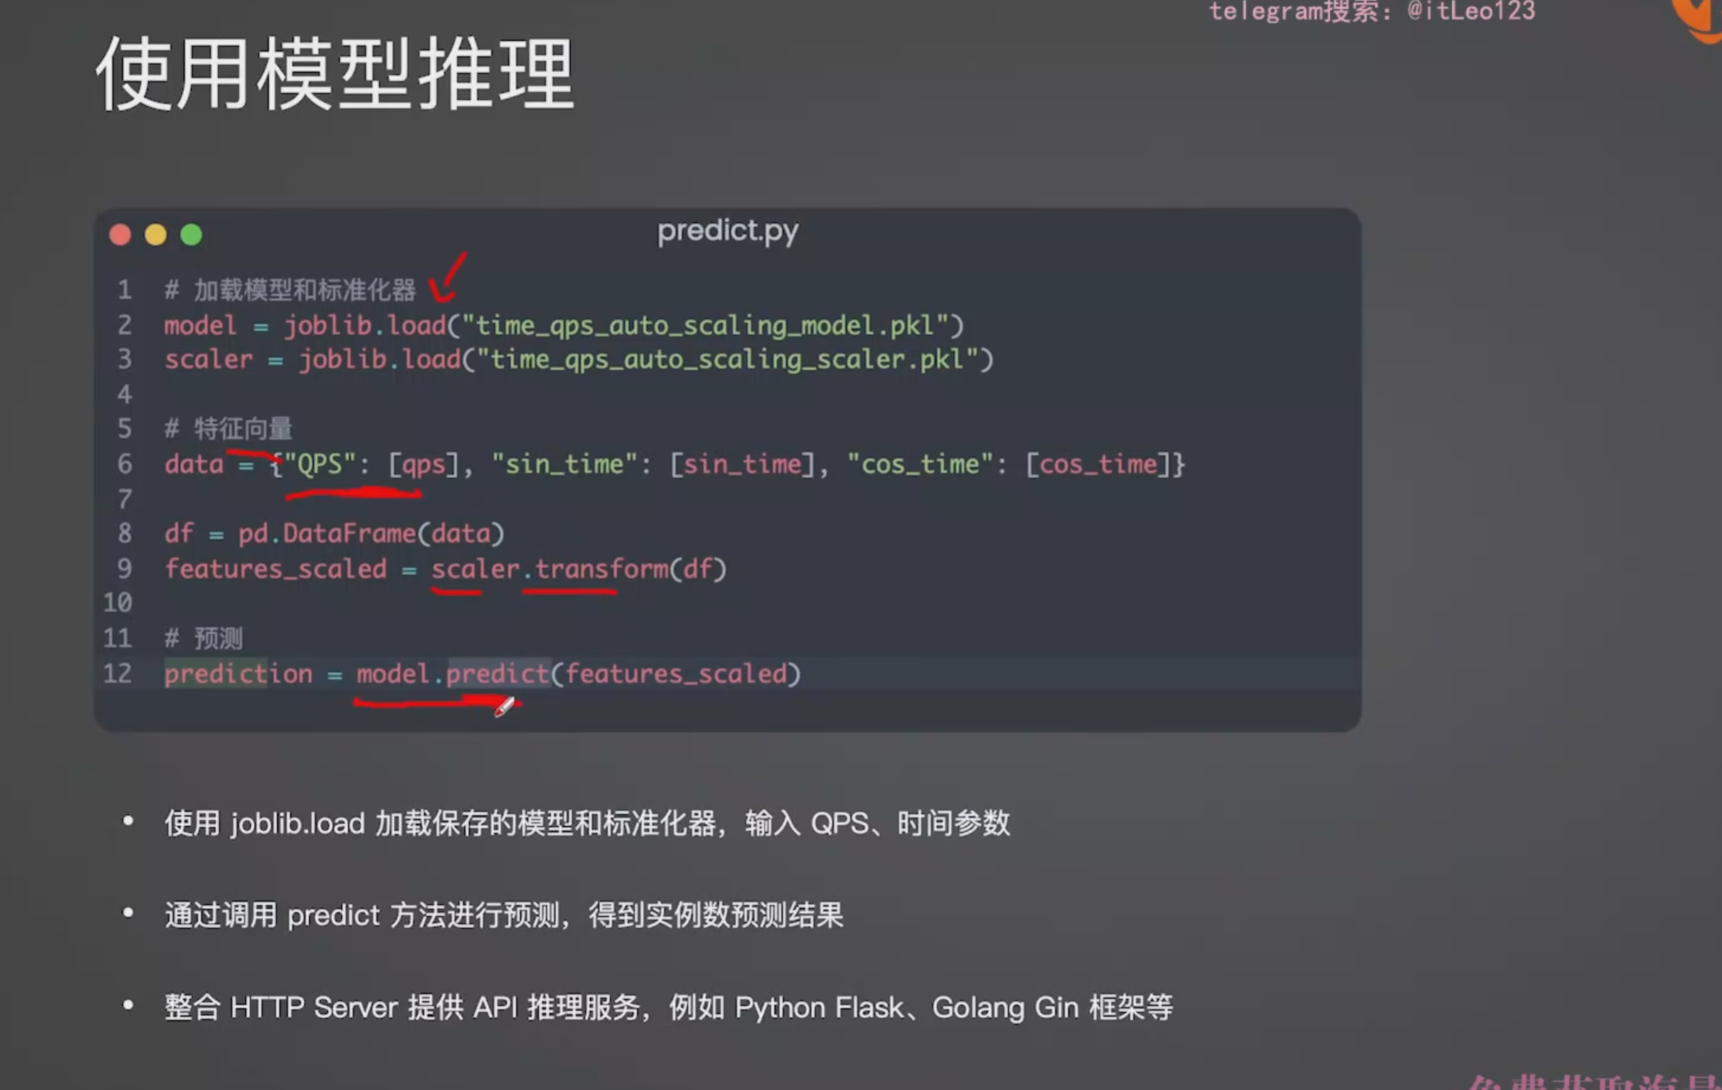 telegram搜索：@itLeo123
使用模型推理
predict.py
1 # 加载模型和标准化器
2 model = joblib.load("time_qps_auto_scaling_model.pkl")
3 scaler = joblib.load("time_qps_auto_scaling_scaler.pkl")
4
5 # 特征向量
6 data = {"QPS": [qps], "sin_time": [sin_time], "cos_time": [cos_time]}
7
8 df = pd.DataFrame(data)
9 features_scaled = scaler.transform(df)
10
11 # 预测
12 prediction = model.predict(features_scaled)
• 使用 joblib.load 加载保存的模型和标准化器，输入 QPS、时间参数
• 通过调用 predict 方法进行预测，得到实例数预测结果
• 整合 HTTP Server 提供 API 推理服务，例如 Python Flask、Golang Gin 框架等